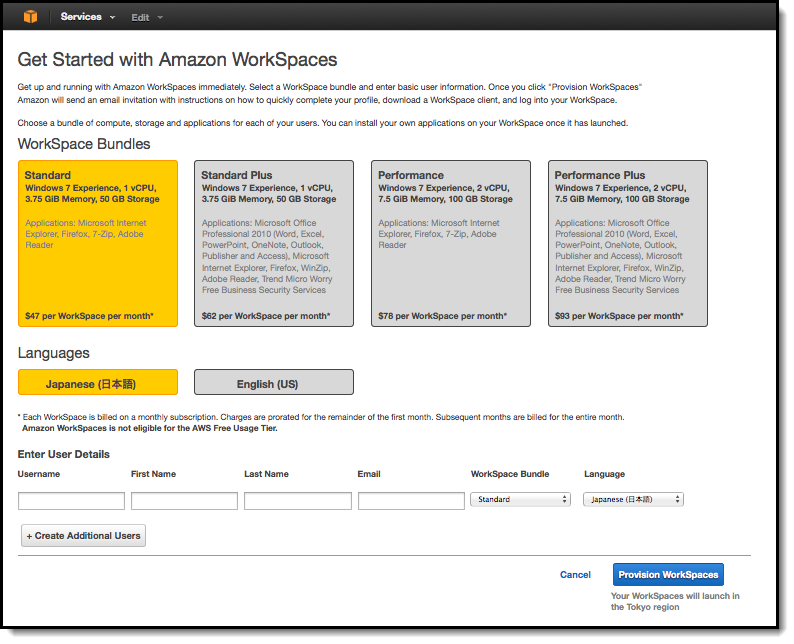 Services Edit
Get Started with Amazon WorkSpaces
Get up and running with Amazon WorkSpaces immediately. Select a WorkSpace bundle and enter basic user information. Once you click "Provision WorkSpaces"
Amazon will send an email invitation with instructions on how to quickly complete your profile, download a WorkSpace client, and log into your WorkSpace.
Choose a bundle of compute, storage and applications for each of your users. You can install your own applications on your WorkSpace once it has launched.
WorkSpace Bundles
Standard
Windows 7 Experience, 1 vCPU,
3.75 GiB Memory, 50 GB Storage
Applications: Microsoft Internet
Explorer, Firefox, 7-Zip, Adobe
Reader
$47 per WorkSpace per month*
Standard Plus
Windows 7 Experience, 1 vCPU,
3.75 GiB Memory, 50 GB Storage
Applications: Microsoft Office
Professional 2010 (Word, Excel,
PowerPoint, OneNote, Outlook,
Publisher and Access), Microsoft
Internet Explorer, Firefox, WinZip,
Adobe Reader, Trend Micro Worry
Free Business Security Services
$62 per WorkSpace per month*
Performance
Windows 7 Experience, 2 vCPU,
7.5 GiB Memory, 100 GB Storage
Applications: Microsoft Internet
Explorer, Firefox, 7-Zip, Adobe
Reader
$78 per WorkSpace per month*
Performance Plus
Windows 7 Experience, 2 vCPU,
7.5 GiB Memory, 100 GB Storage
Applications: Microsoft Office
Professional 2010 (Word, Excel,
PowerPoint, OneNote, Outlook,
Publisher and Access), Microsoft
Internet Explorer, Firefox, WinZip,
Adobe Reader, Trend Micro Worry
Free Business Security Services
$93 per WorkSpace per month*
Languages
Japanese (日本語) English (US)
* Each WorkSpace is billed on a monthly subscription. Charges are prorated for the remainder of the first month. Subsequent months are billed for the entire month.
Amazon WorkSpaces is not eligible for the AWS Free Usage Tier.
Enter User Details
Username First Name Last Name Email WorkSpace Bundle Language
Standard Japanese (日本語)
+ Create Additional Users
Cancel Provision WorkSpaces
Your WorkSpaces will launch in
the Tokyo region